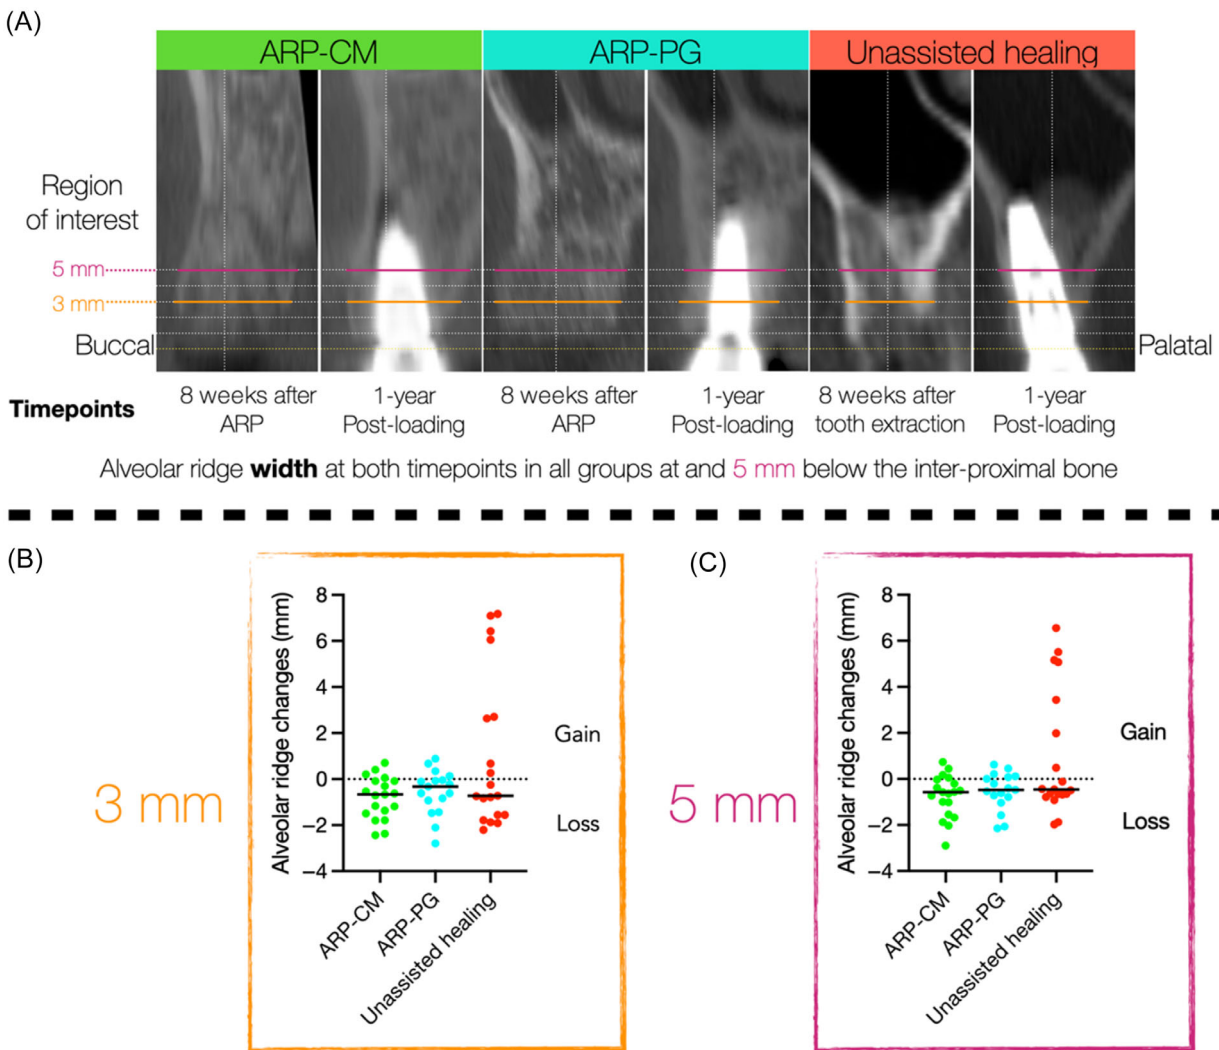 (A)
ARP-CM
ARP-PG
Unassisted healing
Region
of interest
5 mm
3 mm
Buccal
Palatal
Timepoints
8 weeks after
ARP
1-year
Post-loading
8 weeks after
ARP
1-year
Post-loading
8 weeks after
tooth extraction
1-year
Post-loading
Alveolar ridge width at both timepoints in all groups at and 5 mm below the inter-proximal bone
(B)
3 mm
Alveolar ridge changes (mm)
8
6
4
2
0
−2
−4
Gain
Loss
ARP-CM
ARP-PG
Unassisted healing
(C)
5 mm
Alveolar ridge changes (mm)
8
6
4
2
0
−2
−4
Gain
Loss
ARP-CM
ARP-PG
Unassisted healing